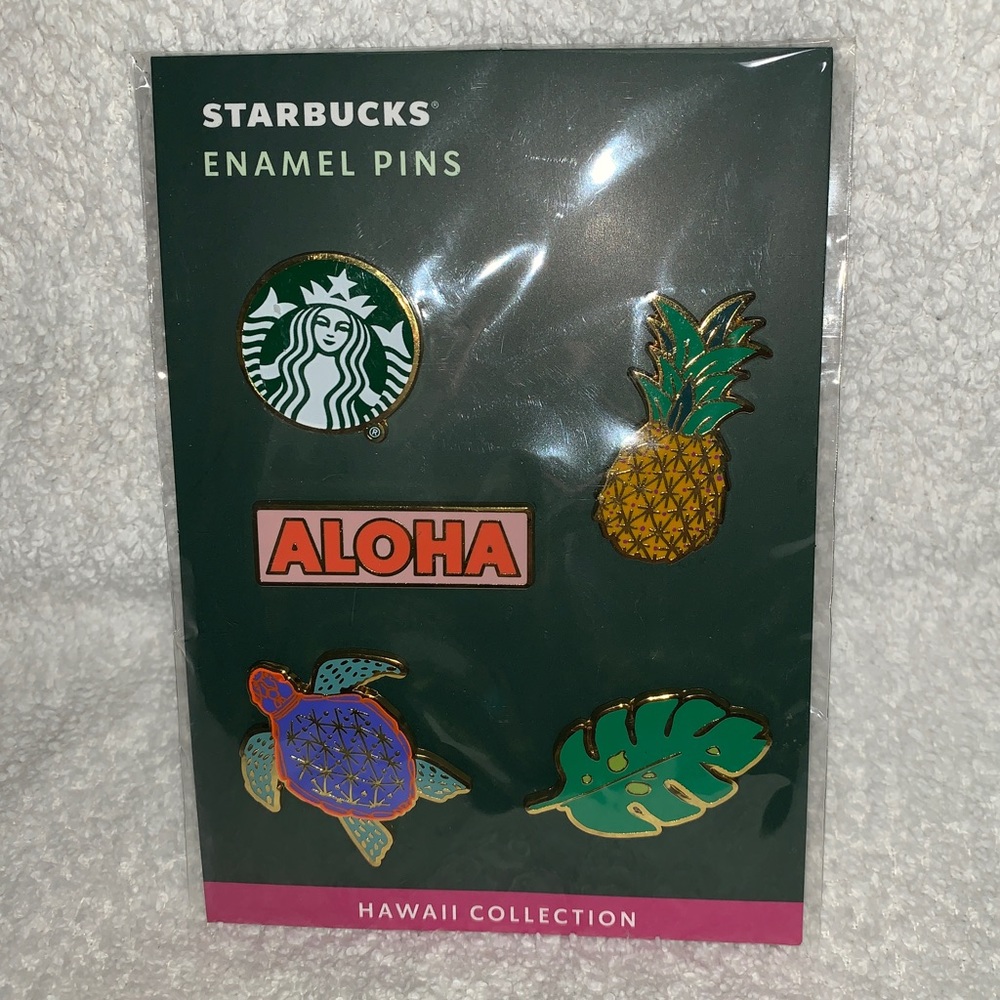 STARBUCKS®
ENAMEL PINS
®
ALOHA
HAWAII COLLECTION